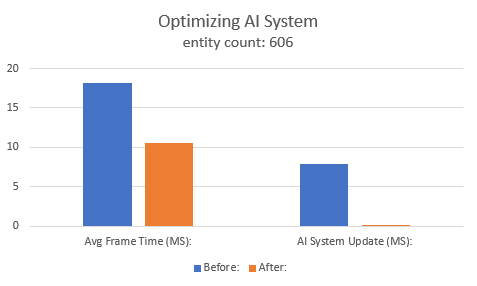 Optimizing AI System
entity count: 606
20
15
10
5
0
Avg Frame Time (MS):
AI System Update (MS):
Before: After: